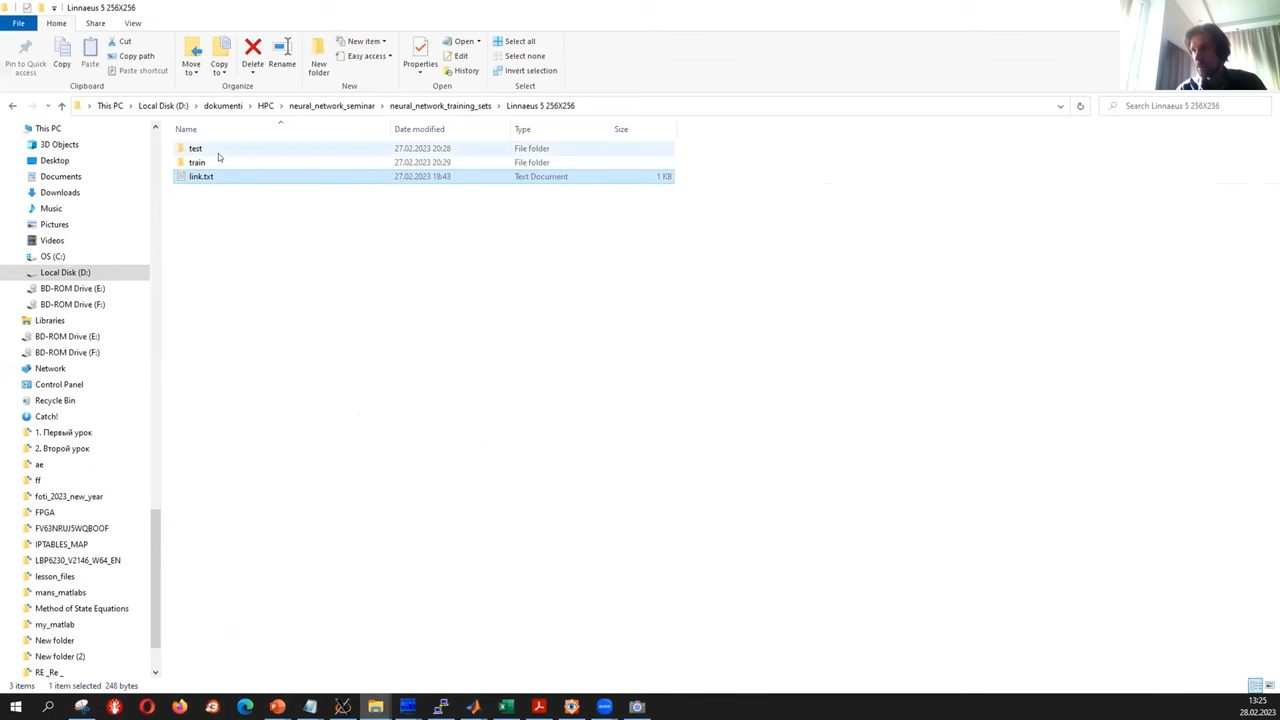 Linnaeus 5 256X256
File
Home
Share
View
Pin to Quick access
Copy
Paste
Cut
Copy path
Paste shortcut
Clipboard
Move to
Copy to
Delete
Rename
Organize
New folder
New item
Easy access
New
Properties
Open
Edit
History
Open
Select all
Select none
Invert selection
Select
This PC > Local Disk (D:) > dokumenti > HPC > neural_network_seminar > neural_network_training_sets > Linnaeus 5 256X256
Search Linnaeus 5 256X256
Name Date modified Type Size
test 27.02.2023 20:28 File folder
train 27.02.2023 20:29 File folder
link.txt 27.02.2023 18:43 Text Document 1 KB
This PC
3D Objects
Desktop
Documents
Downloads
Music
Pictures
Videos
OS (C:)
Local Disk (D:)
BD-ROM Drive (E:)
BD-ROM Drive (F:)
Libraries
BD-ROM Drive (E:)
BD-ROM Drive (F:)
Network
Control Panel
Recycle Bin
Catch!
1. Первый урок
2. Второй урок
ae
ff
foti_2023_new_year
FPGA
FV63NRUJ5WQBOOF
IPTABLES_MAP
LBP6230_V2146_W64_EN
lesson_files
mans_matlabs
Method of State Equations
my_matlab
New folder
New folder (2)
RE _Re _
3 items 1 item selected 248 bytes
13:25
28.02.2023